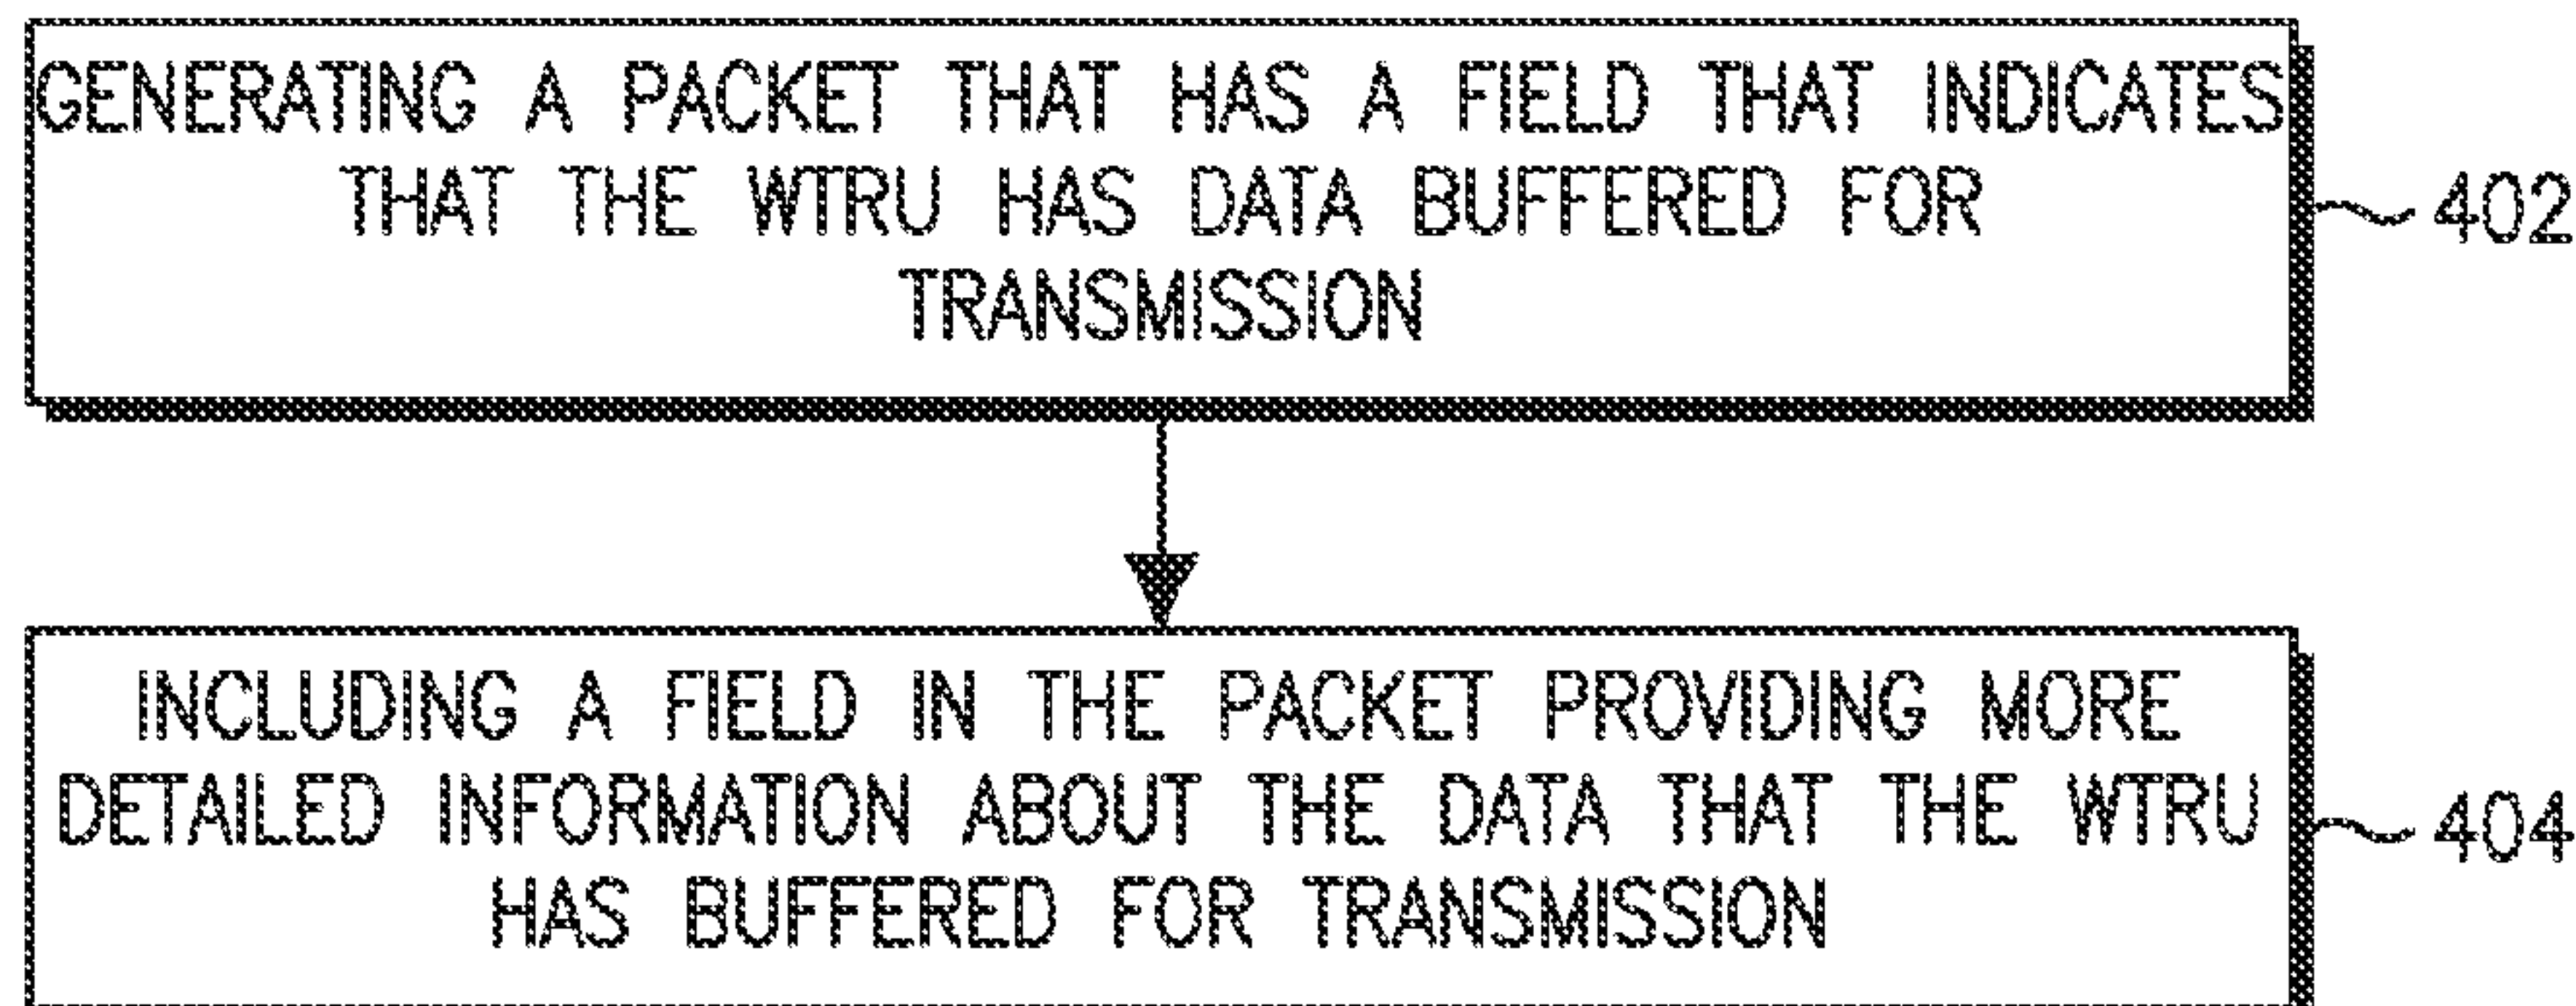 GENERATING A PACKET THAT HAS A FIELD THAT INDICATES
THAT THE WTRU HAS DATA BUFFERED FOR
TRANSMISSION
402
INCLUDING A FIELD IN THE PACKET PROVIDING MORE
DETAILED INFORMATION ABOUT THE DATA THAT THE WTRU
HAS BUFFERED FOR TRANSMISSION
404